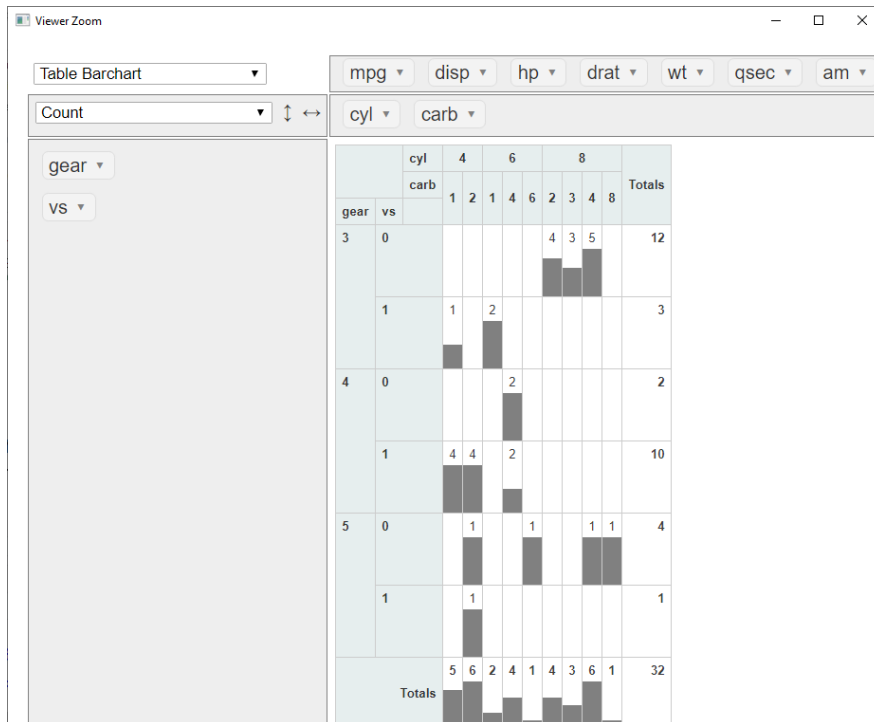 Viewer Zoom
Table Barchart
mpg disp hp drat wt qsec am
Count ↕ ↔
cyl carb
gear
vs
cyl 4 6 8 Totals
carb 1 2 1 4 6 2 3 4 8
gear vs
3 0 4 3 5 12
1 1 2 3
4 0 2 2
1 4 4 2 10
5 0 1 1 1 1 4
1 1 1
Totals 5 6 2 4 1 4 3 6 1 32